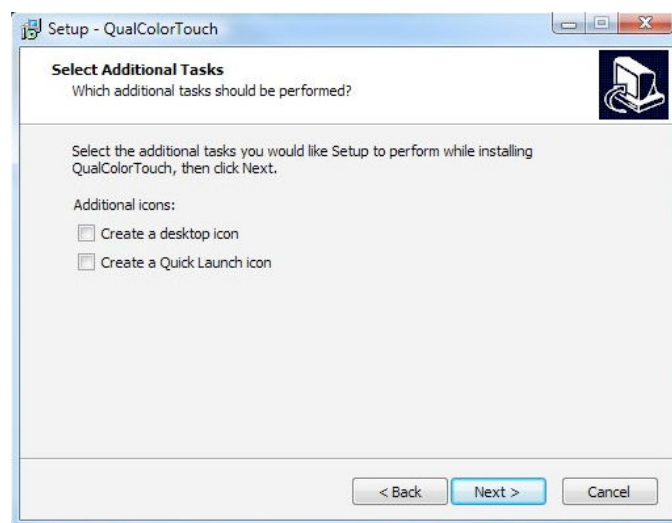 Setup - QualColorTouch
Select Additional Tasks
Which additional tasks should be performed?
Select the additional tasks you would like Setup to perform while installing
QualColorTouch, then click Next.
Additional icons:
Create a desktop icon
Create a Quick Launch icon
< Back
Next >
Cancel